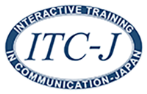 INTERACTIVE TRAINING
ITC-J
IN COMMUNICATION-JAPAN